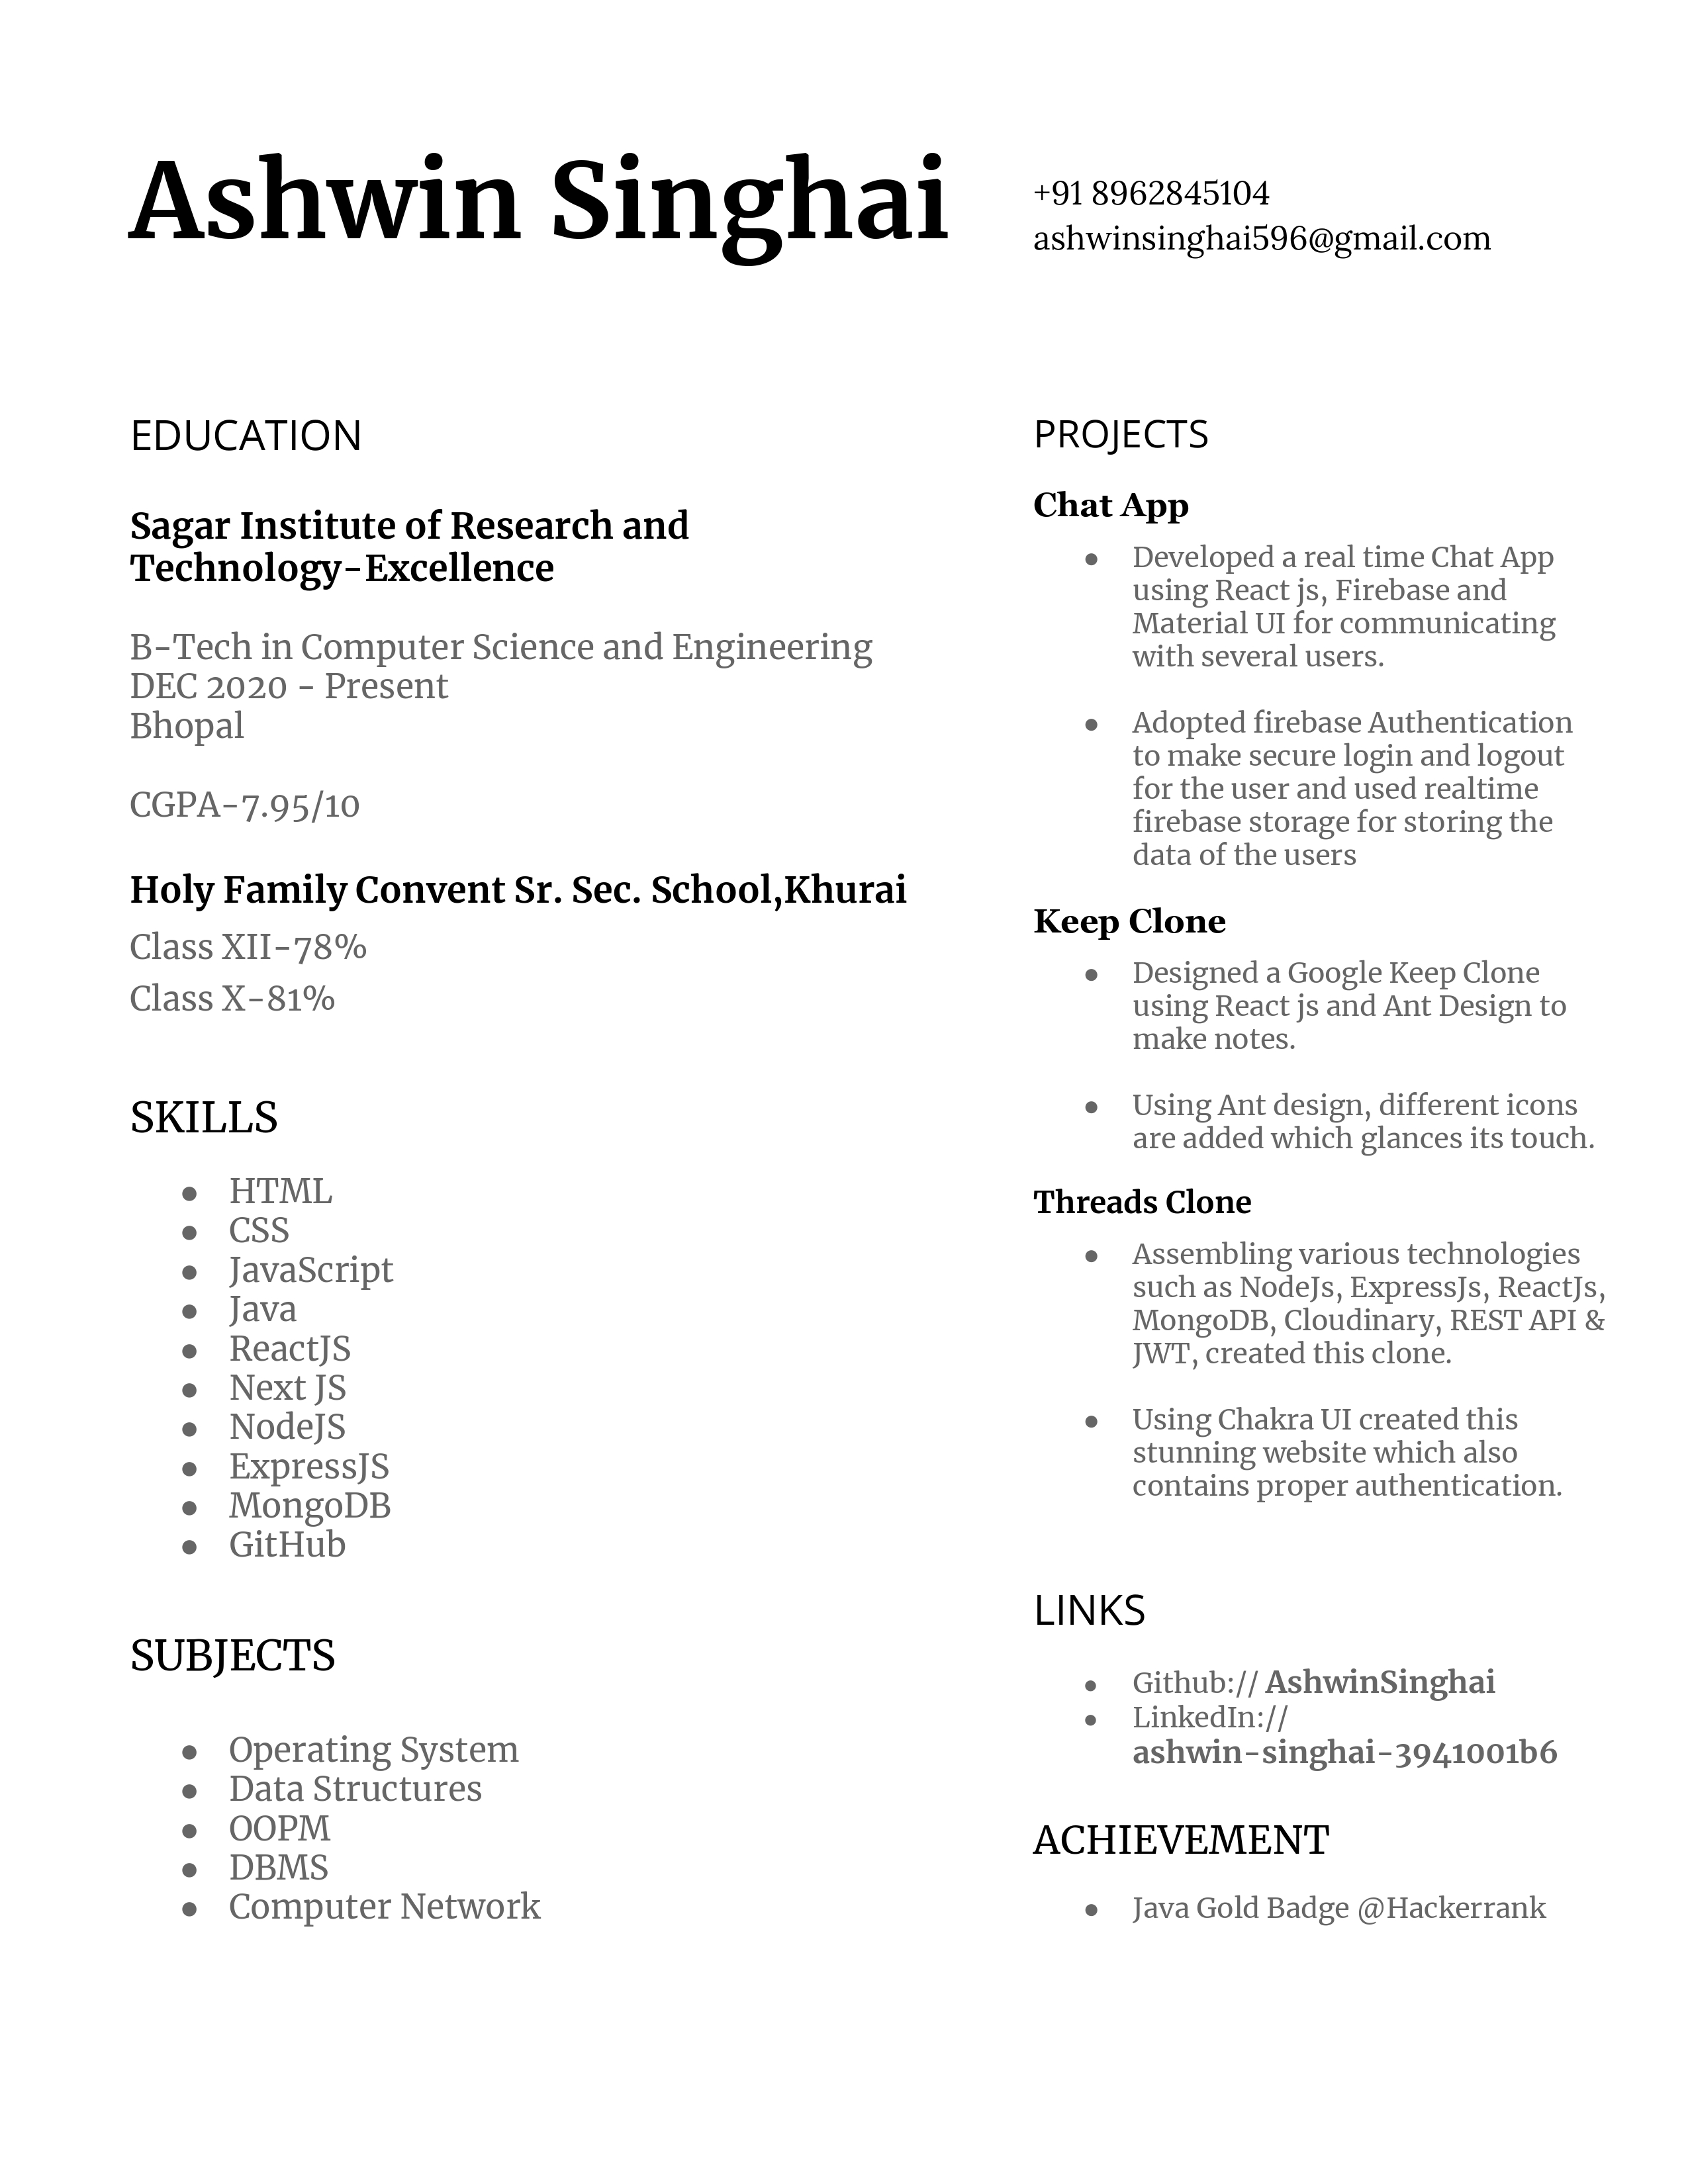 Ashwin Singhai
+91 8962845104
ashwinsinghai596@gmail.com
EDUCATION
Sagar Institute of Research and
Technology-Excellence
B-Tech in Computer Science and Engineering
DEC 2020 - Present
Bhopal
CGPA-7.95/10
Holy Family Convent Sr. Sec. School,Khurai
Class XII-78%
Class X-81%
SKILLS
● HTML
● CSS
● JavaScript
● Java
● ReactJS
● Next JS
● NodeJS
● ExpressJS
● MongoDB
● GitHub
SUBJECTS
● Operating System
● Data Structures
● OOPM
● DBMS
● Computer Network
PROJECTS
Chat App
● Developed a real time Chat App
using React js, Firebase and
Material UI for communicating
with several users.
● Adopted firebase Authentication
to make secure login and logout
for the user and used realtime
firebase storage for storing the
data of the users
Keep Clone
● Designed a Google Keep Clone
using React js and Ant Design to
make notes.
● Using Ant design, different icons
are added which glances its touch.
Threads Clone
● Assembling various technologies
such as NodeJs, ExpressJs, ReactJs,
MongoDB, Cloudinary, REST API &
JWT, created this clone.
● Using Chakra UI created this
stunning website which also
contains proper authentication.
LINKS
● Github:// AshwinSinghai
● LinkedIn://
ashwin-singhai-3941001b6
ACHIEVEMENT
● Java Gold Badge @Hackerrank